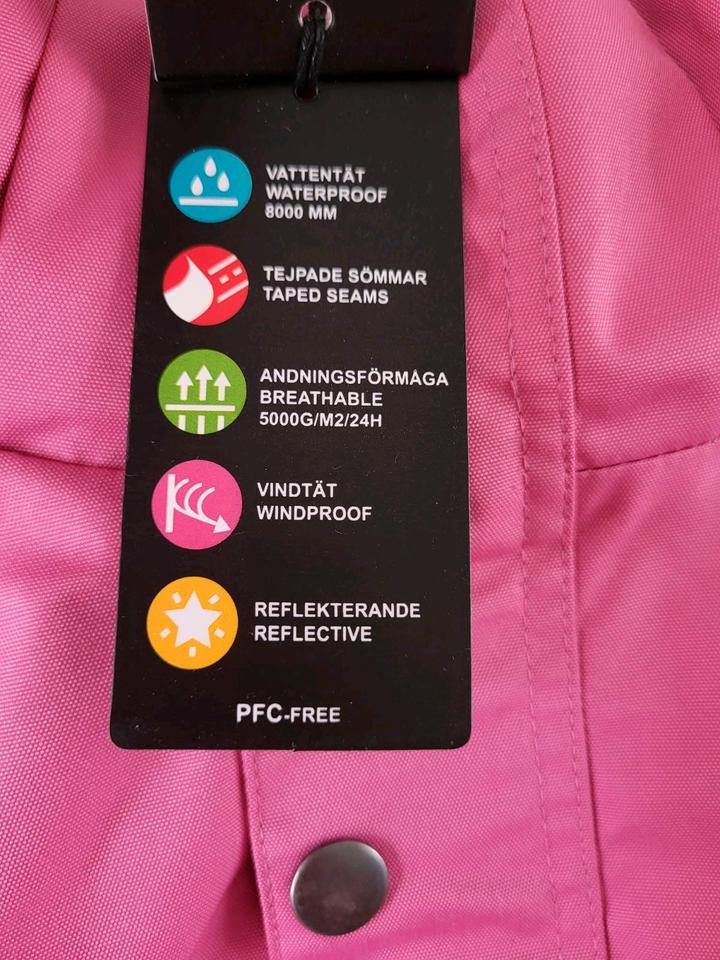 VATTENTÄT
WATERPROOF
8000 MM
TEJPADE SÖMMAR
TAPED SEAMS
ANDNINGSFÖRMÅGA
BREATHABLE
5000G/M2/24H
VINDTÄT
WINDPROOF
REFLEKTERANDE
REFLECTIVE
PFC-FREE